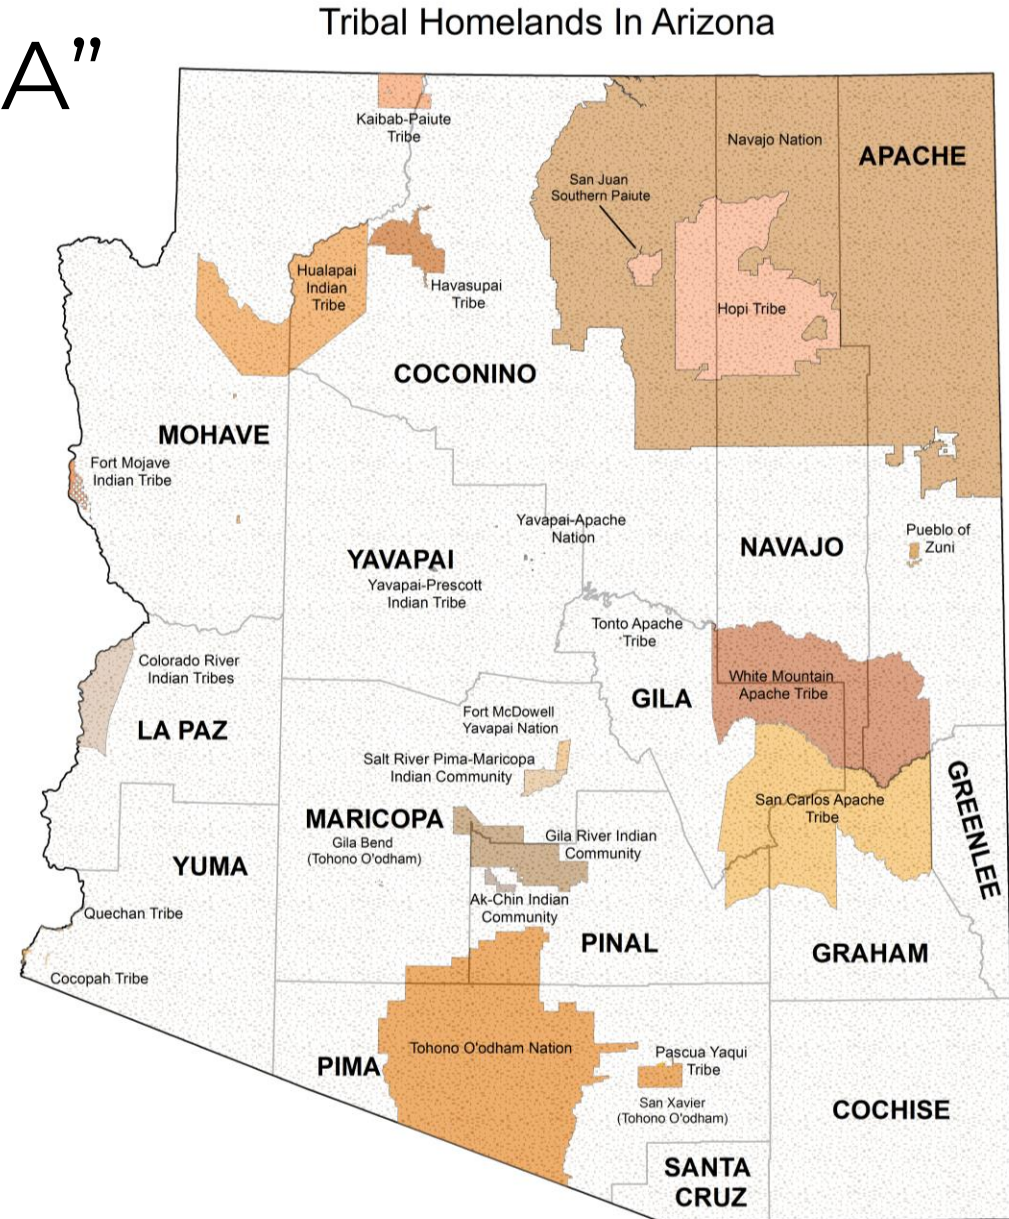 Tribal Homelands In Arizona
A”
Kaibab-Paiute
Tribe
Navajo Nation
APACHE
San Juan
Southern Paiute
Hualapai
Indian
Tribe
Havasupai
Tribe
Hopi Tribe
COCONINO
MOHAVE
Fort Mojave
Indian Tribe
Yavapai-Apache
Nation
Pueblo of
Zuni
NAVAJO
YAVAPAI
Yavapai-Prescott
Indian Tribe
Tonto Apache
Tribe
Colorado River
Indian Tribes
White Mountain
Apache Tribe
GILA
LA PAZ
Fort McDowell
Yavapai Nation
Salt River Pima-Maricopa
Indian Community
GREENLEE
San Carlos Apache
Tribe
MARICOPA
Gila Bend
(Tohono O'odham)
Gila River Indian
Community
YUMA
Ak-Chin Indian
Community
Quechan Tribe
PINAL
GRAHAM
Cocopah Tribe
Tohono O'odham Nation
PIMA
Pascua Yaqui
Tribe
San Xavier
(Tohono O'odham)
COCHISE
SANTA
CRUZ